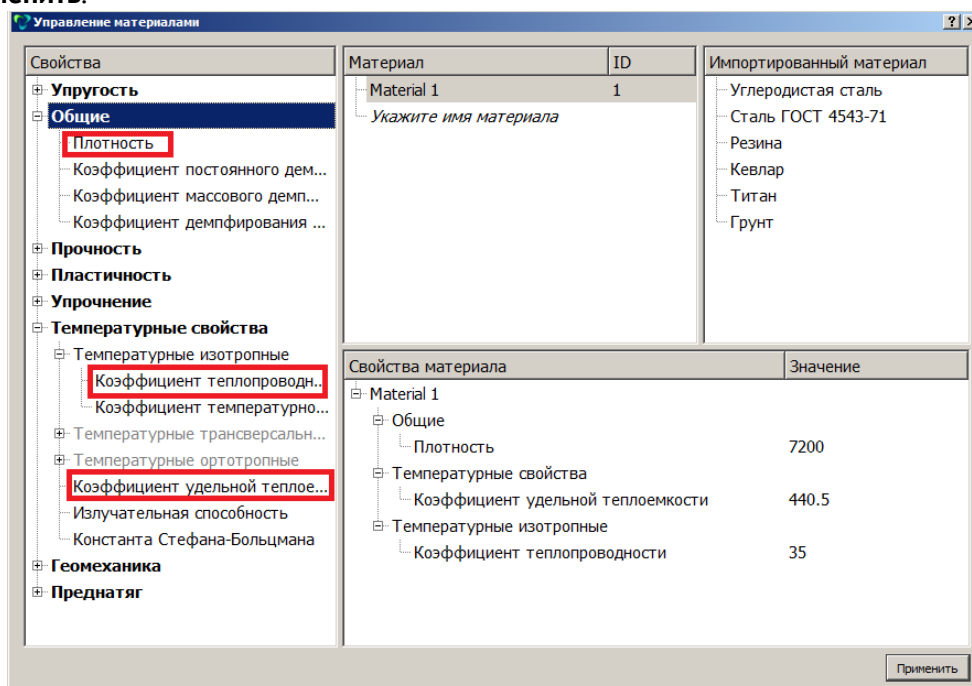 Управление материалами
Свойства
Упругость
Общие
Плотность
Коэффициент постоянного дем...
Коэффициент массового демп...
Коэффициент демпфирования ...
Прочность
Пластичность
Упрочнение
Температурные свойства
Температурные изотропные
Коэффициент теплопроводн...
Коэффициент температурно...
Температурные трансверсальн...
Температурные ортотропные
Коэффициент удельной теплое...
Излучательная способность
Константа Стефана-Больцмана
Геомеханика
Преднатяг
Материал ID
Material 1 1
Укажите имя материала
Импортированный материал
Углеродистая сталь
Сталь ГОСТ 4543-71
Резина
Кевлар
Титан
Грунт
Свойства материала Значение
Material 1
Общие
Плотность 7200
Температурные свойства
Коэффициент удельной теплоемкости 440.5
Температурные изотропные
Коэффициент теплопроводности 35
Применить